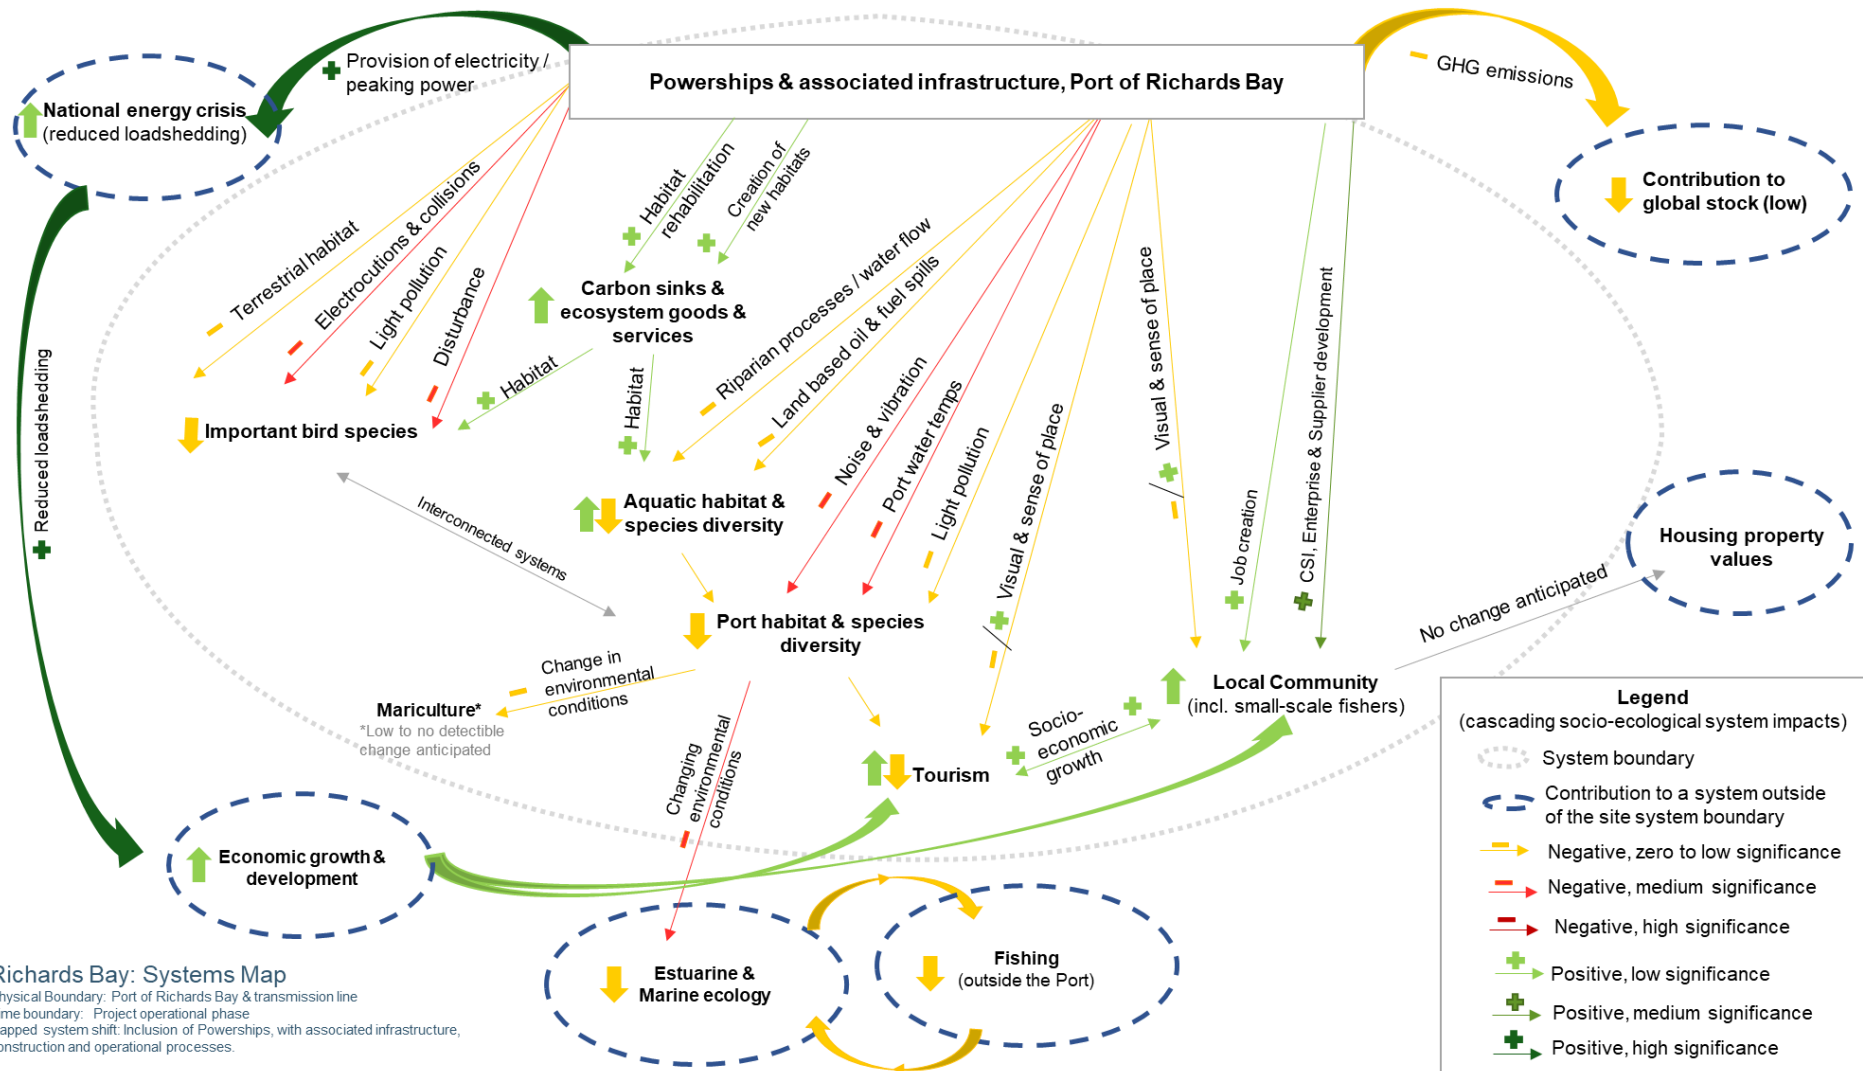 Powerships & associated infrastructure, Port of Richards Bay
Provision of electricity /
peaking power
GHG emissions
National energy crisis
(reduced loadshedding)
Contribution to
global stock (low)
Terrestrial habitat
Electrocutions & collisions
Light pollution
Disturbance
Habitat
rehabilitation
Creation of
new habitats
Carbon sinks &
ecosystem goods &
services
Riparian processes / water flow
Land based oil & fuel spills
Noise & vibration
Port water temps
Light pollution
Visual & sense of place
Visual & sense of place
Job creation
CSI, Enterprise & Supplier development
Reduced loadshedding
Habitat
Habitat
Important bird species
Interconnected systems
Aquatic habitat &
species diversity
Housing property
values
No change anticipated
Port habitat & species
diversity
Change in
environmental
conditions
Mariculture*
*Low to no detectible
change anticipated
Changing
environmental
conditions
Local Community
(incl. small-scale fishers)
Socio-
economic
growth
Tourism
Economic growth &
development
Estuarine &
Marine ecology
Fishing
(outside the Port)
Legend
(cascading socio-ecological system impacts)
System boundary
Contribution to a system outside
of the site system boundary
Negative, zero to low significance
Negative, medium significance
Negative, high significance
Positive, low significance
Positive, medium significance
Positive, high significance
Richards Bay: Systems Map
hysical Boundary: Port of Richards Bay & transmission line
ime boundary: Project operational phase
apped system shift: Inclusion of Powerships, with associated infrastructure,
onstruction and operational processes.